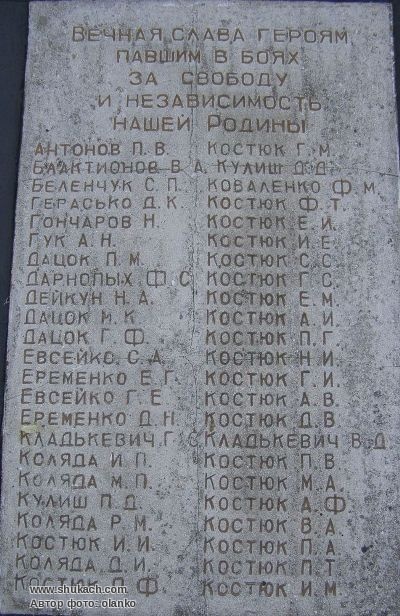 Вечная слава героям
павшим в боях
за свободу
и независимость
нашей Родины
Антонов П.В.
Баактионов В.А.
Беленчук С.П.
Герасько Д.К.
Гончаров Н.
Гук А.Н.
Дацок П.М.
Дарнопых Ф.С
Дейкун Н.А.
Дацок М.К.
Дацок Г.Ф.
Евсейко С.А.
Еременко Е.Г.
Евсейко Г.Е
Еременко Д.Н.
Кладькевич Г.С
Коляда И.П.
Коляда М.П.
Кулиш П.Д.
Коляда Р.М.
Костюк И.И.
Коляда Д.И.
Костюк П.Ф.
Костюк Г.М.
Кулиш Д.Д.
Коваленко Ф.М.
Костюк Ф.Т.
Костюк Е.И.
Костюк И.Е.
Костюк С.С.
Костюк Г.С.
Костюк Е.М.
Костюк А.И.
Костюк П.Г.
Костюк Н.И.
Костюк Г.И.
Костюк А.В.
Костюк Д.В.
Кладькевич В.Д.
Костюк П.В.
Костюк М.А.
Костюк А.Ф
Костюк В.А.
Костюк П.А.
Костюк П.Т.
Костюк И.М.
www.shukach.com
Автор фото: olanko